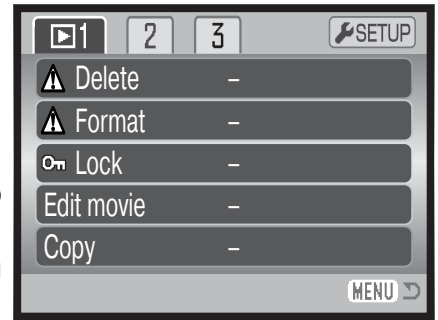 1 2 3 SETUP
Delete –
Format –
Lock –
Edit movie –
Copy –
MENU